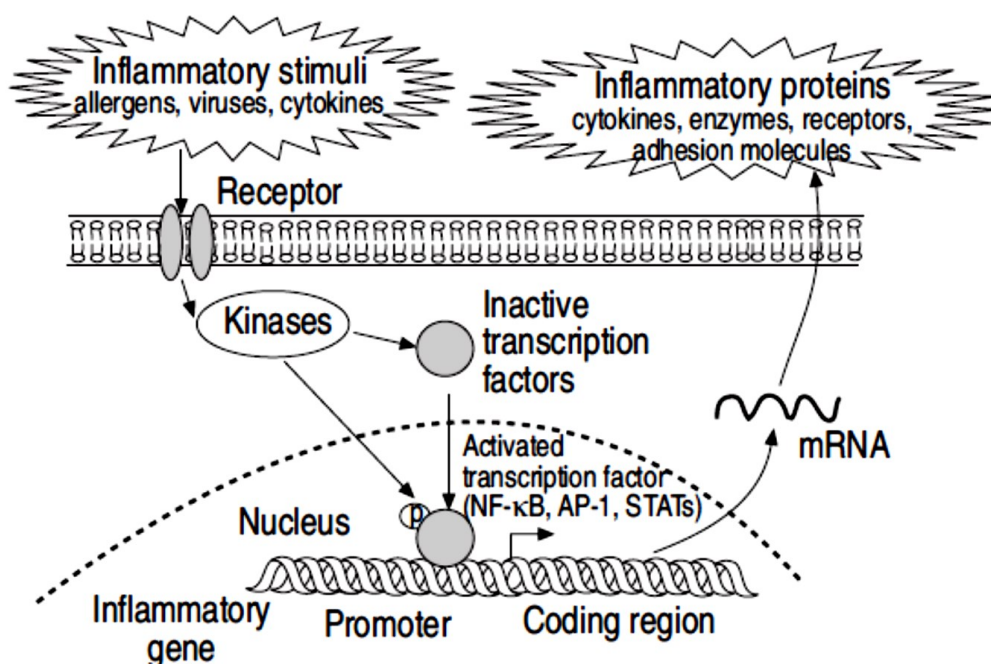 Inflammatory stimuli
allergens, viruses, cytokines
Inflammatory proteins
cytokines, enzymes, receptors,
adhesion molecules
Receptor
Kinases
Inactive
transcription
factors
mRNA
Activated
transcription factor
(NF-κB, AP-1, STATs)
p
Nucleus
Inflammatory
gene
Promoter
Coding region